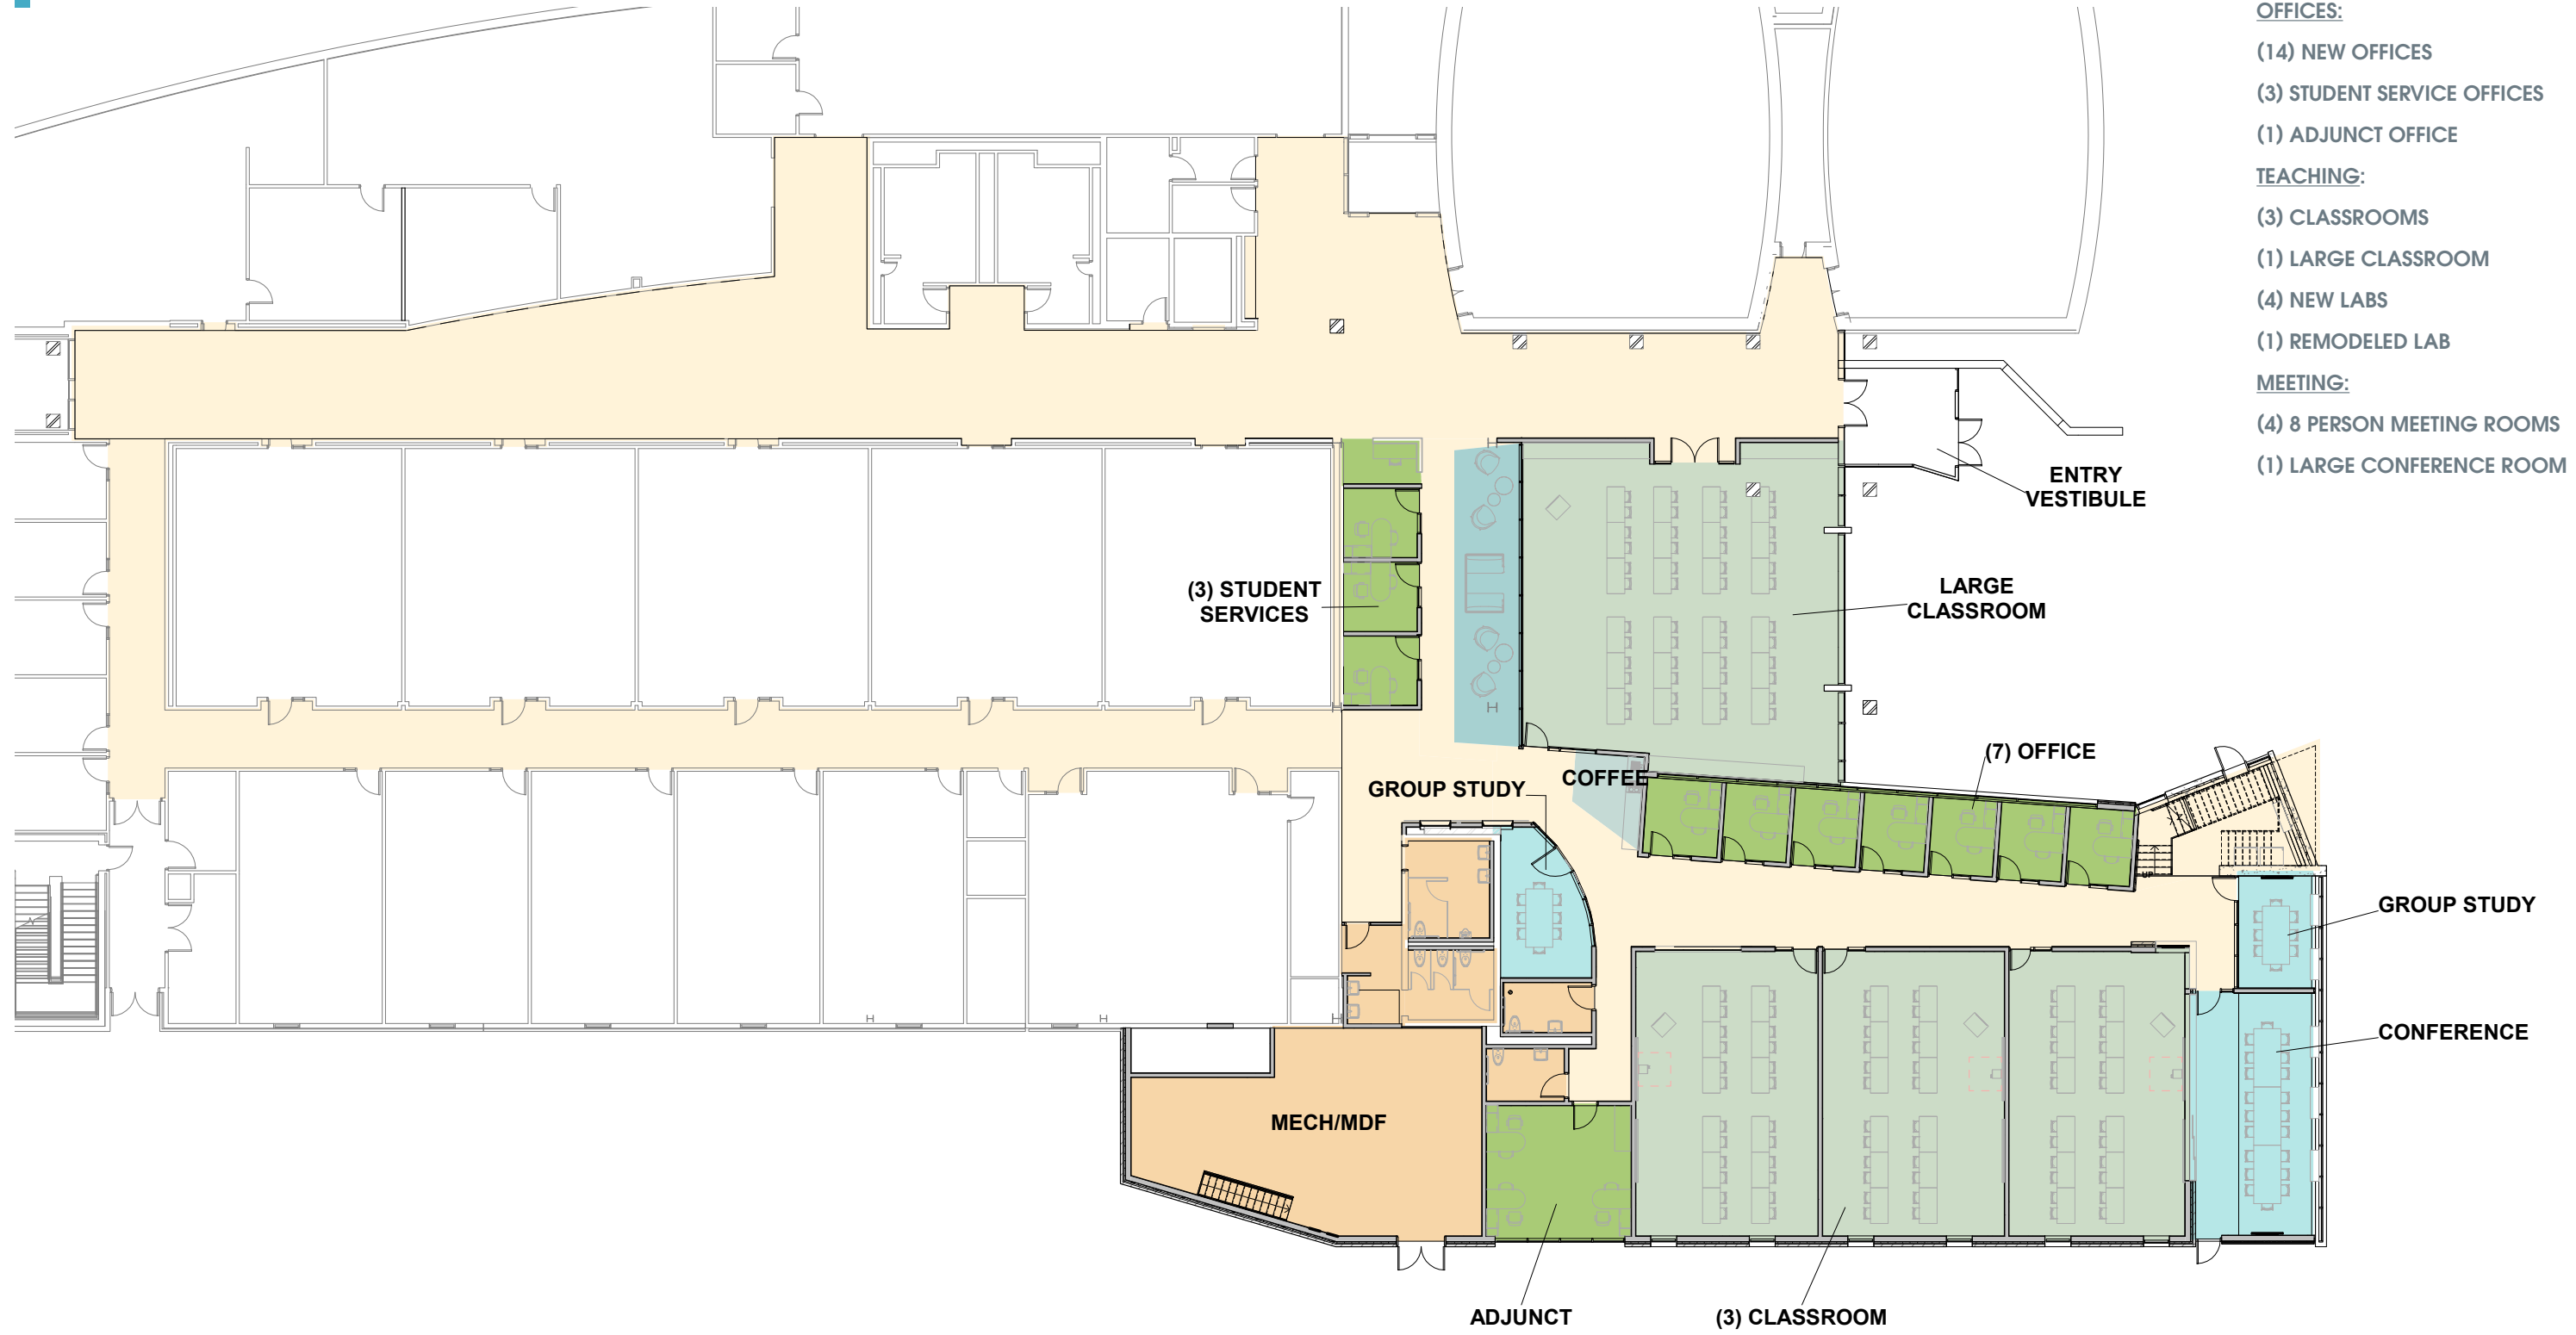 OFFICES:
(14) NEW OFFICES
(3) STUDENT SERVICE OFFICES
(1) ADJUNCT OFFICE
TEACHING:
(3) CLASSROOMS
(1) LARGE CLASSROOM
(4) NEW LABS
(1) REMODELED LAB
MEETING:
(4) 8 PERSON MEETING ROOMS
(1) LARGE CONFERENCE ROOM
ENTRY
VESTIBULE
(3) STUDENT
SERVICES
LARGE
CLASSROOM
(7) OFFICE
COFFEE
GROUP STUDY
UP
GROUP STUDY
CONFERENCE
MECH/MDF
ADJUNCT
(3) CLASSROOM